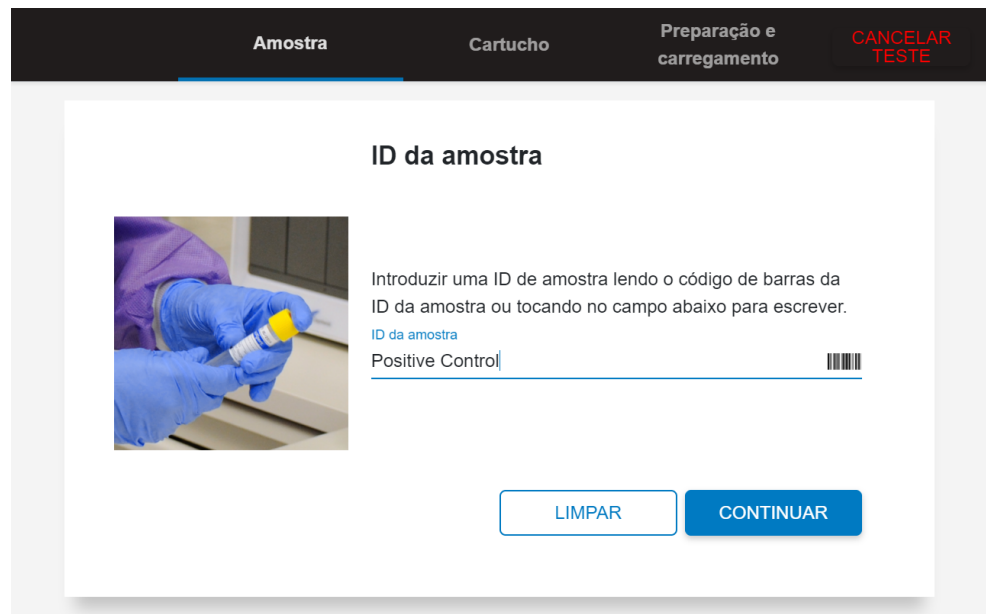 Amostra
Cartucho
Preparação e
carregamento
CANCELAR
TESTE
ID da amostra
Introduzir uma ID de amostra lendo o código de barras da
ID da amostra ou tocando no campo abaixo para escrever.
ID da amostra
Positive Control
LIMPAR
CONTINUAR